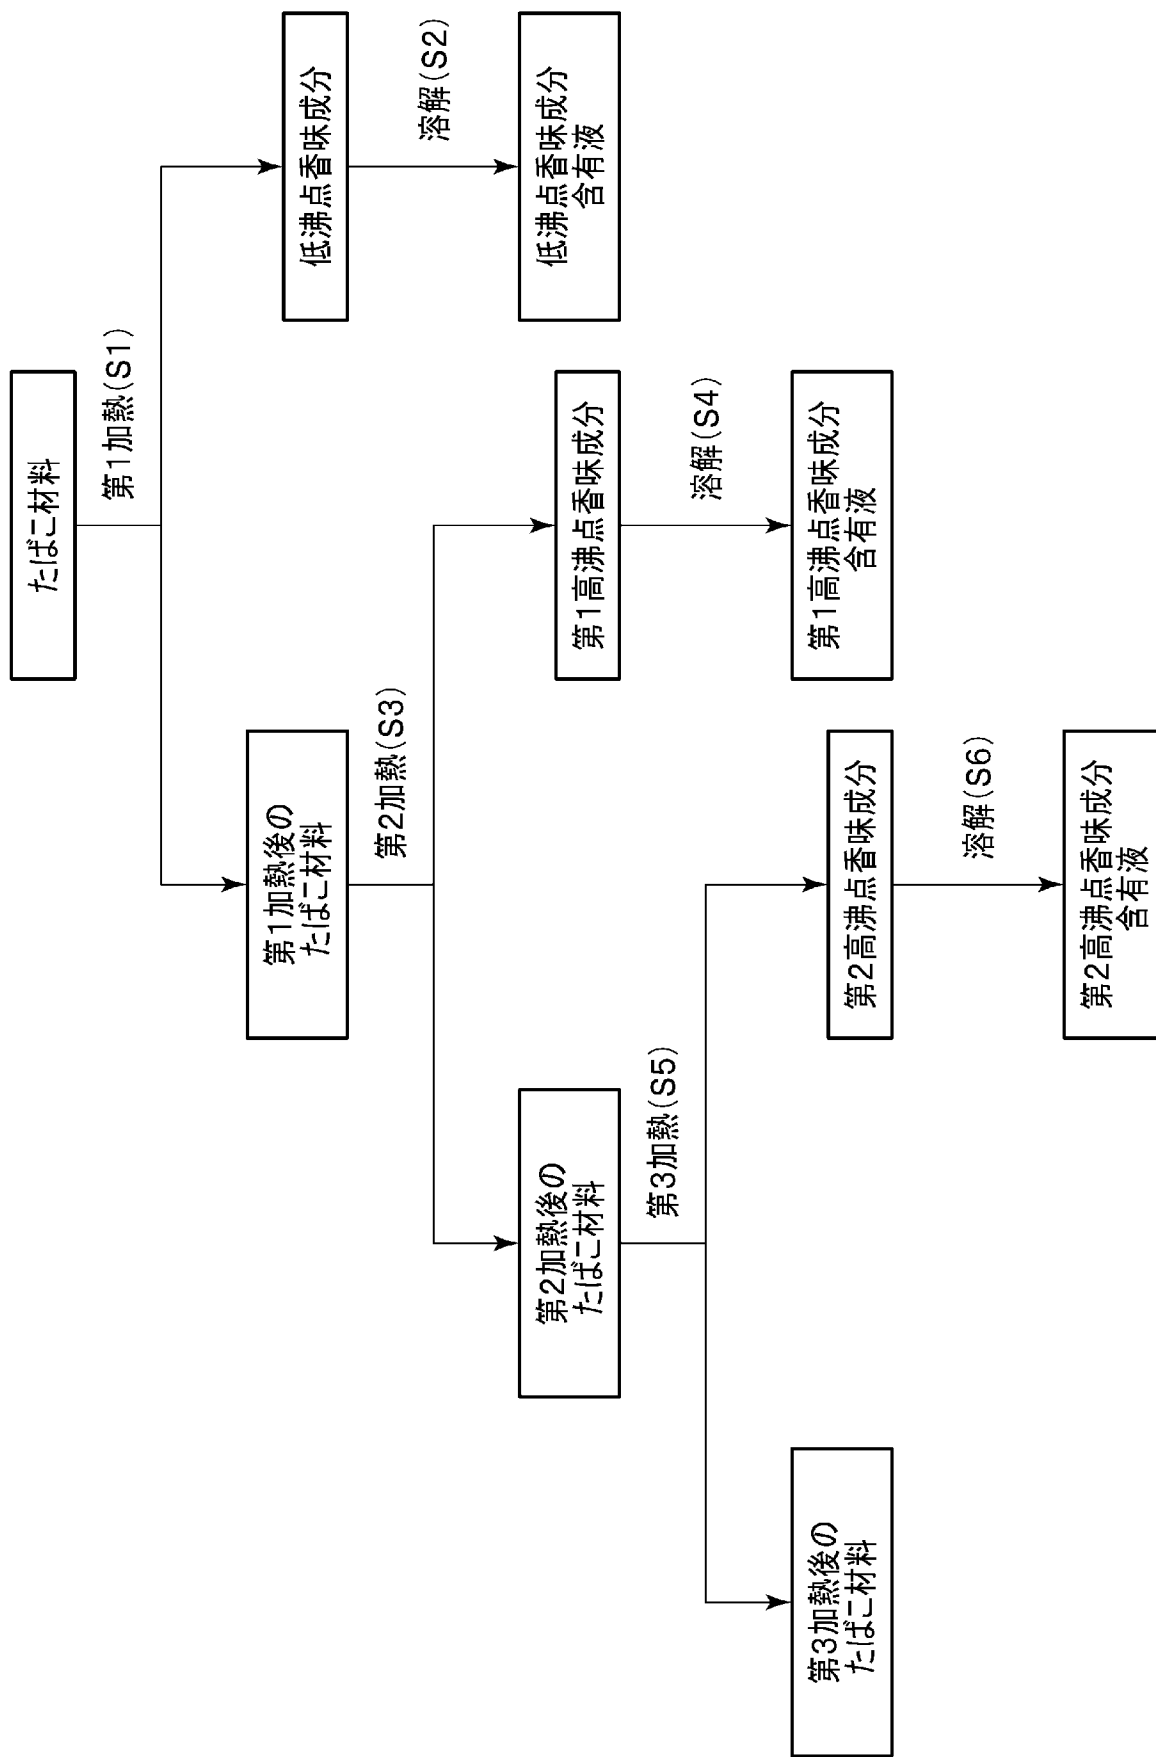 たばこ材料
第1加熱(S1)
第1加熱後の
たばこ材料
低沸点香味成分
第2加熱(S3)
溶解(S2)
第2加熱後の
たばこ材料
第1高沸点香味成分
低沸点香味成分
含有液
第3加熱(S5)
溶解(S4)
第3加熱後の
たばこ材料
第2高沸点香味成分
第1高沸点香味成分
含有液
溶解(S6)
第2高沸点香味成分
含有液